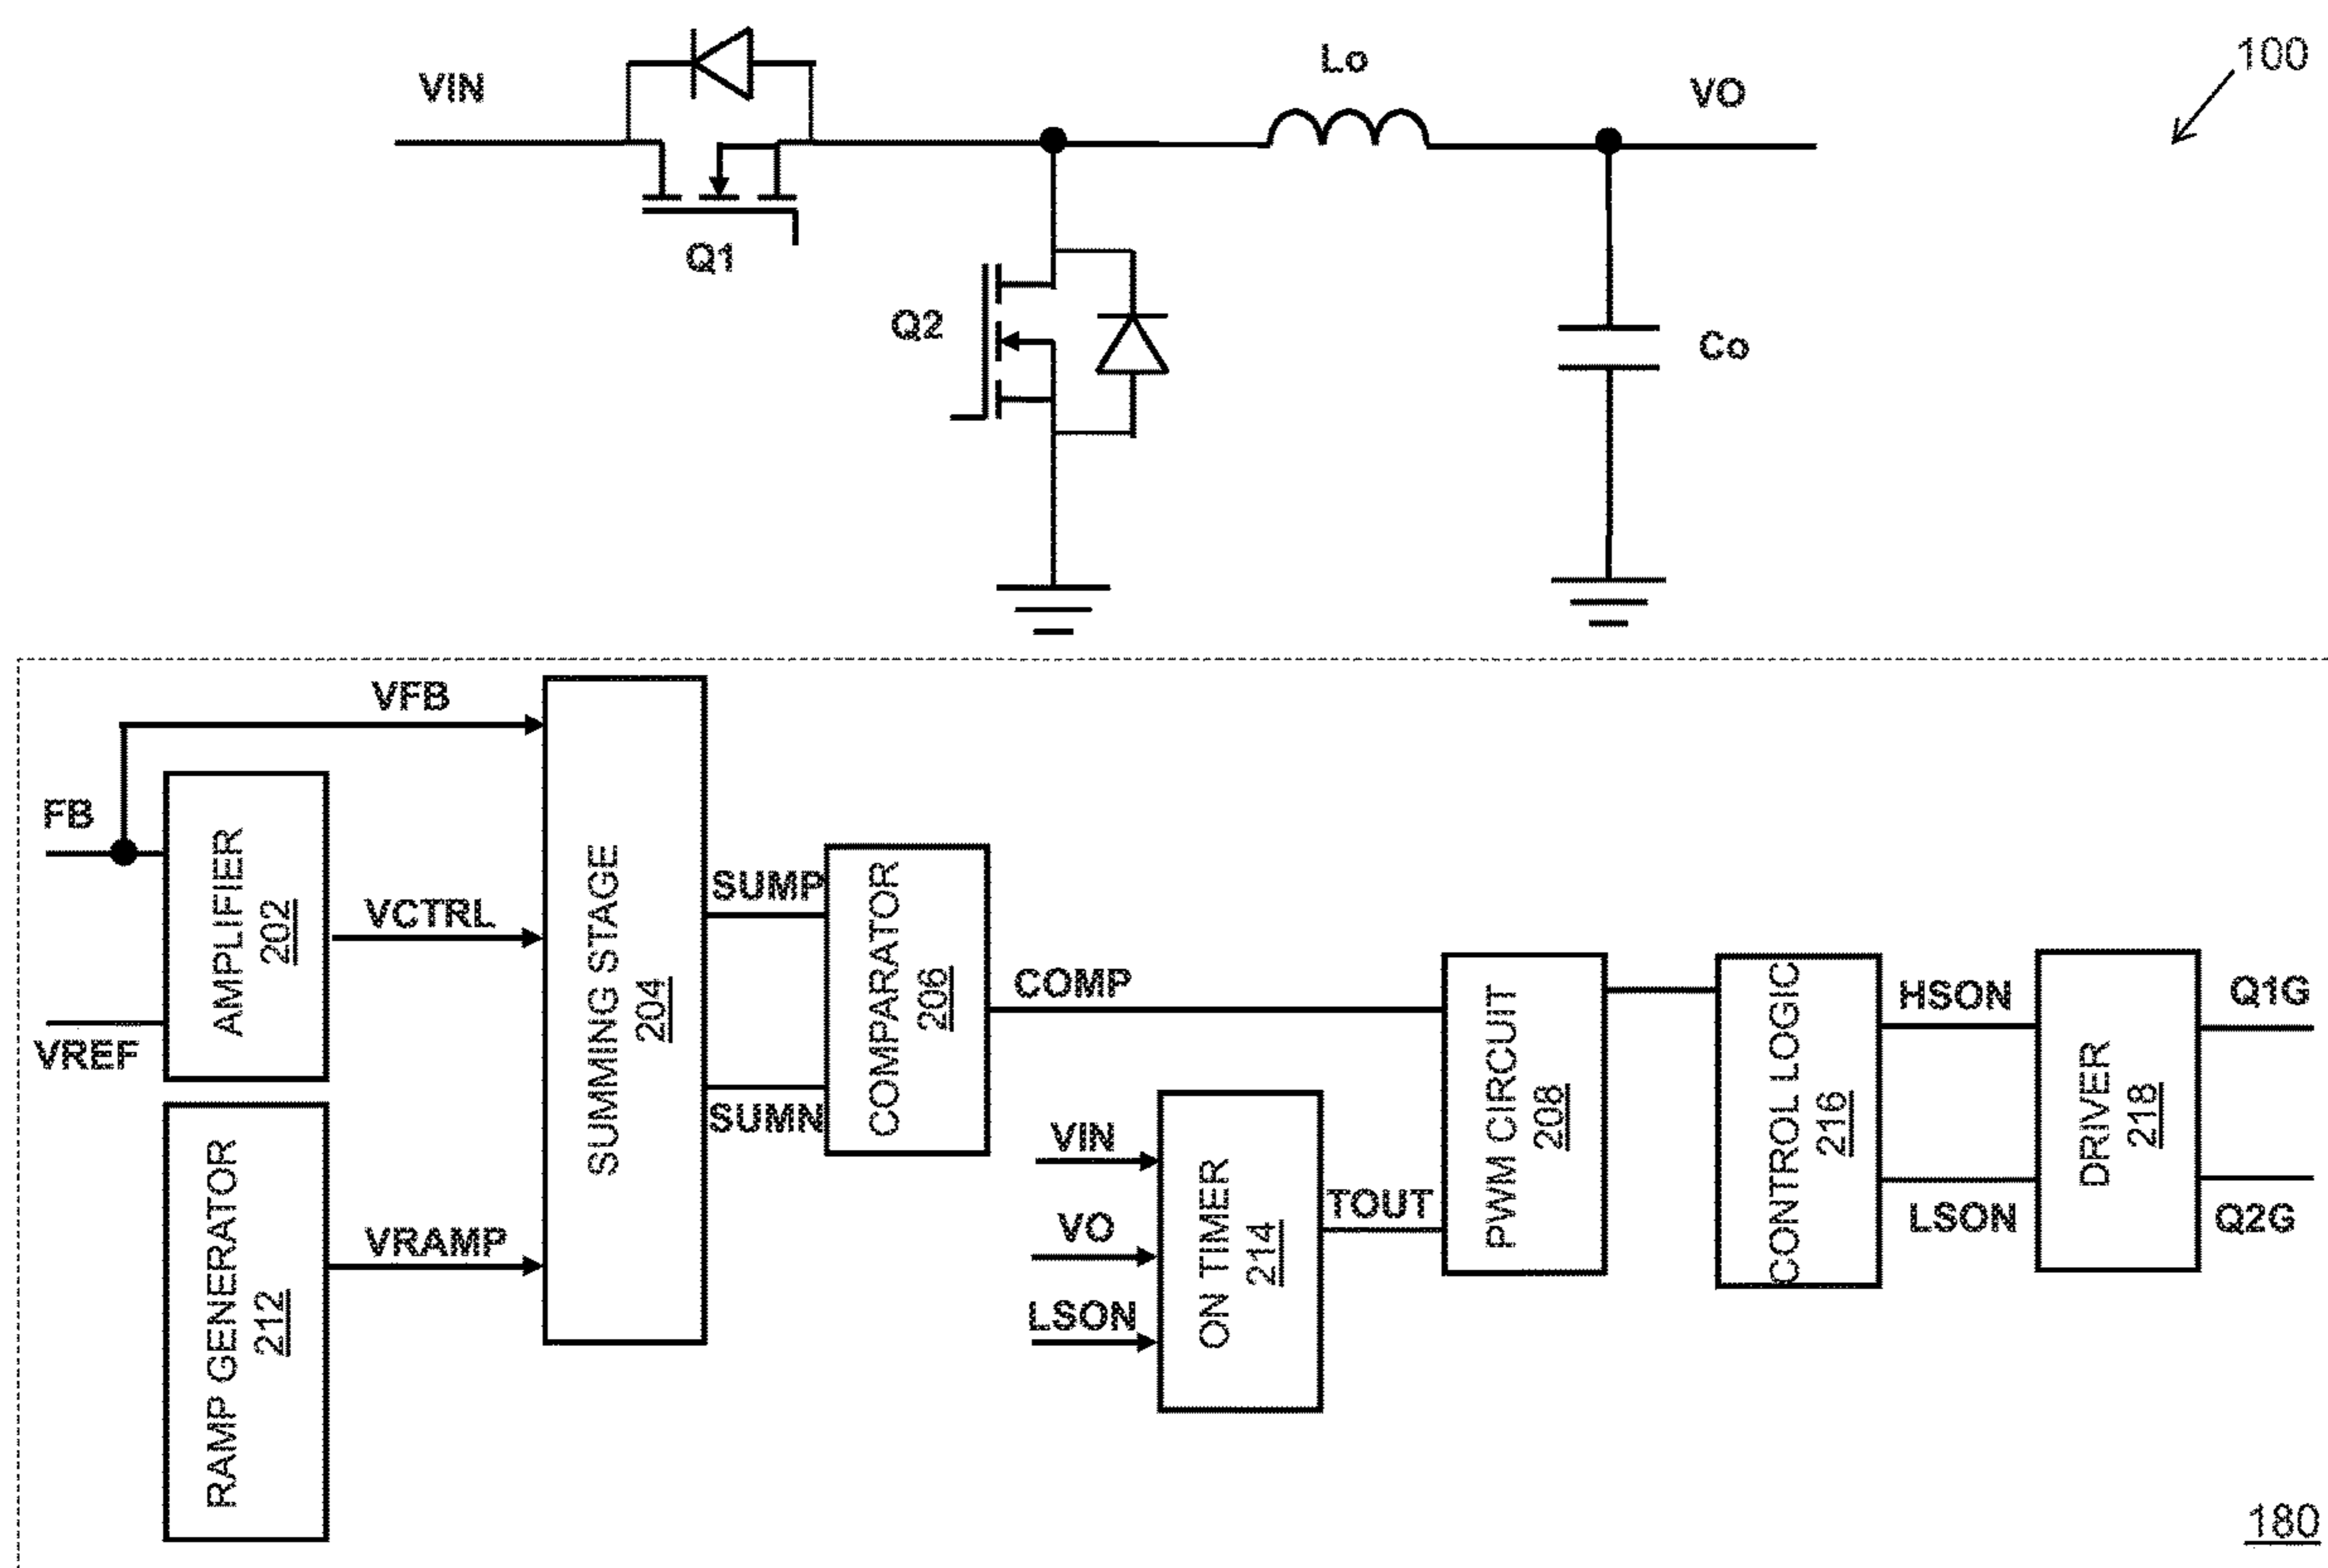 100
VIN
Lo
VO
Q1
Q2
Co
VFB
FB
AMPLIFIER
202
VCTRL
VREF
RAMP GENERATOR
212
VRAMP
SUMMING STAGE
204
SUMP
SUMN
COMPARATOR
206
COMP
VIN
VO
LSON
ON TIMER
214
TOUT
PWM CIRCUIT
208
CONTROL LOGIC
216
HSON
LSON
DRIVER
218
Q1G
Q2G
180